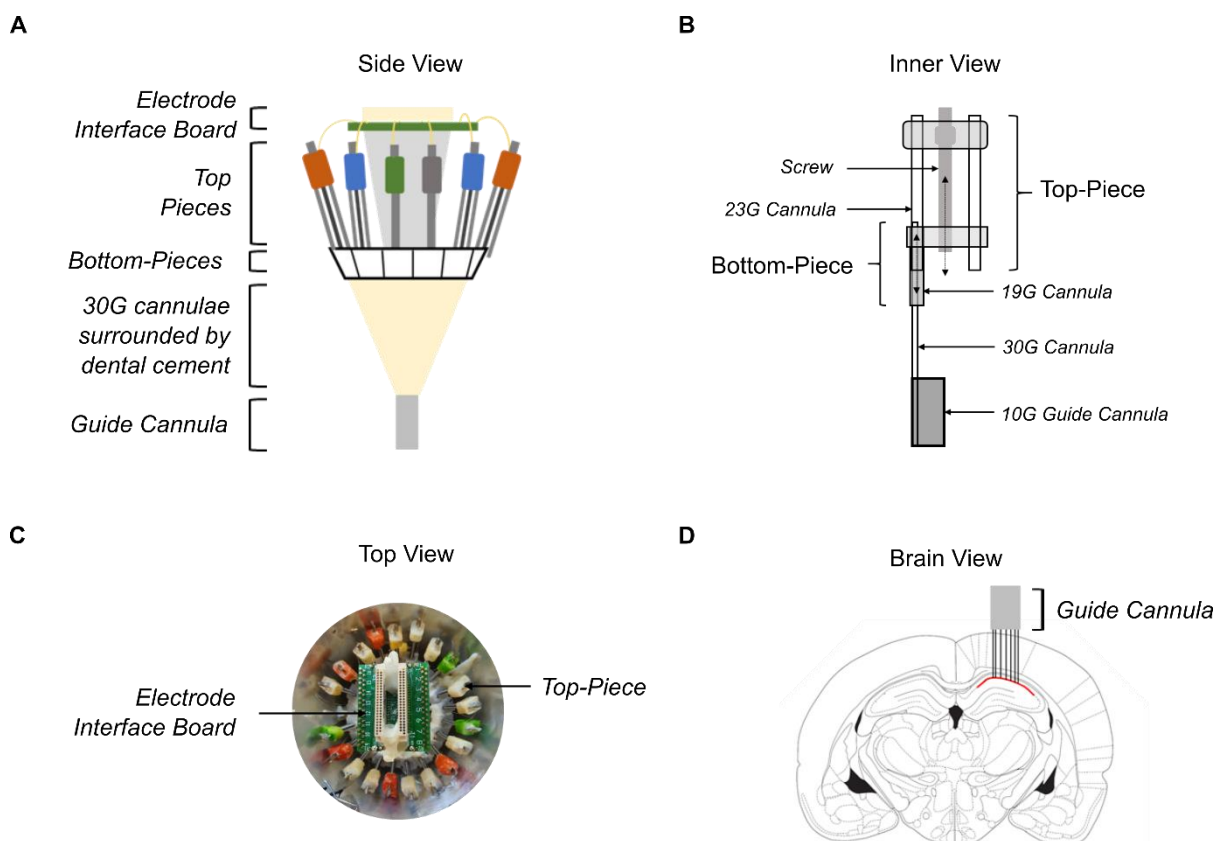 A
Side View
Electrode
Interface Board
Top
Pieces
Bottom-Pieces
30G cannulae
surrounded by
dental cement
Guide Cannula
B
Inner View
Screw
23G Cannula
Top-Piece
Bottom-Piece
19G Cannula
30G Cannula
10G Guide Cannula
C
Top View
Electrode
Interface Board
Top-Piece
D
Brain View
Guide Cannula